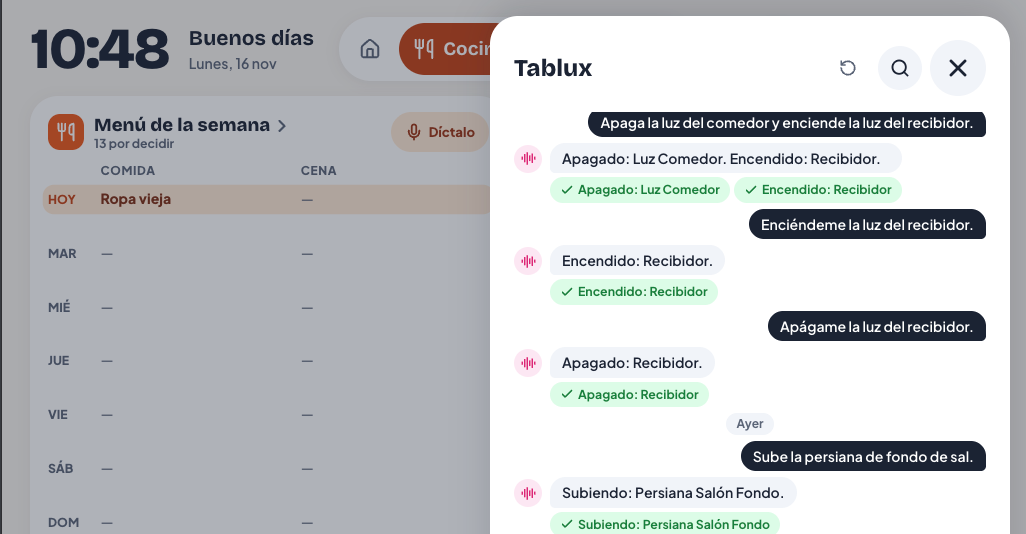 10:48
Buenos días
Lunes, 16 nov
Menú de la semana
13 por decidir
Díctalo
COMIDA CENA
HOY Ropa vieja —
MAR — —
MIÉ — —
JUE — —
VIE — —
SÁB — —
DOM — —
Tablux
Apaga la luz del comedor y enciende la luz del recibidor.
Apagado: Luz Comedor. Encendido: Recibidor.
Apagado: Luz Comedor Encendido: Recibidor
Enciéndeme la luz del recibidor.
Encendido: Recibidor.
Encendido: Recibidor
Apágame la luz del recibidor.
Apagado: Recibidor.
Apagado: Recibidor
Ayer
Sube la persiana de fondo de sal.
Subiendo: Persiana Salón Fondo.
Subiendo: Persiana Salón Fondo